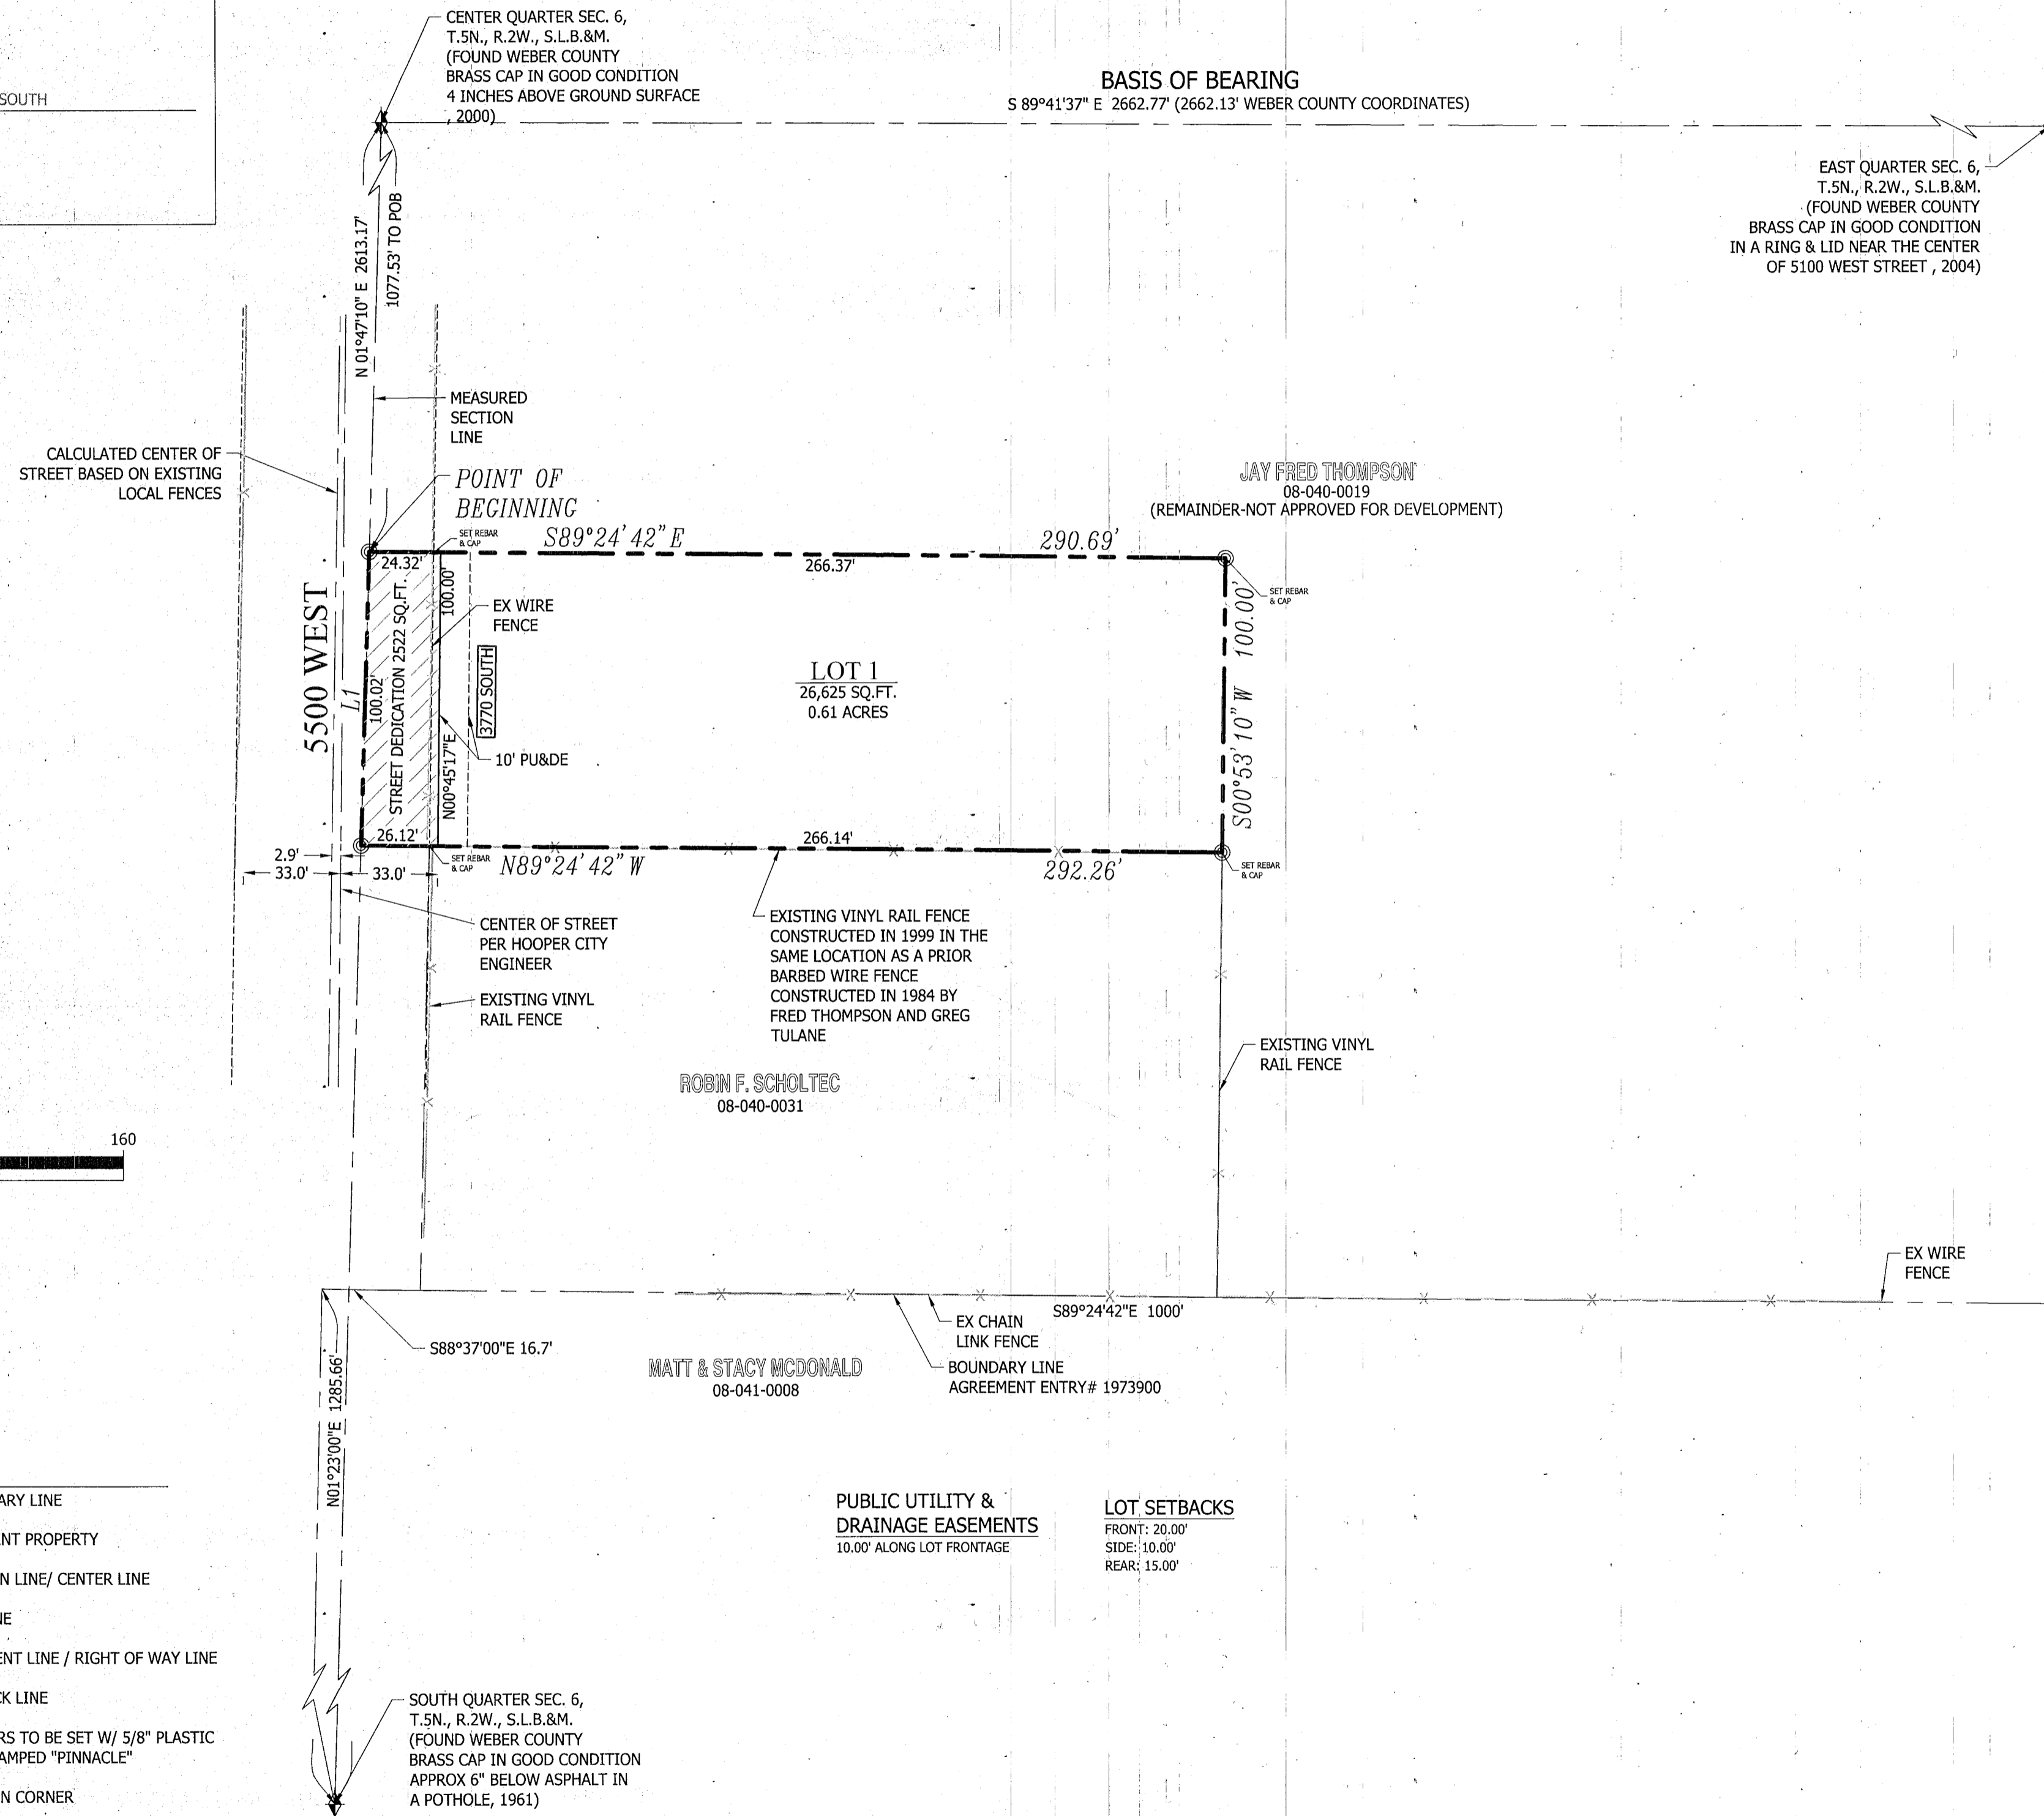 SOUTH
CENTER QUARTER SEC. 6,
T.5N., R.2W., S.L.B.&M.
(FOUND WEBER COUNTY
BRASS CAP IN GOOD CONDITION
4 INCHES ABOVE GROUND SURFACE
, 2000)
BASIS OF BEARING
S 89°41'37" E 2662.77' (2662.13' WEBER COUNTY COORDINATES)
EAST QUARTER SEC. 6,
T.5N., R.2W., S.L.B.&M.
(FOUND WEBER COUNTY
BRASS CAP IN GOOD CONDITION
IN A RING & LID NEAR THE CENTER
OF 5100 WEST STREET , 2004)
N 01°47'10" E 2613.17'
1077.53' TO POB
MEASURED
SECTION
LINE
CALCULATED CENTER OF
STREET BASED ON EXISTING
LOCAL FENCES
POINT OF
BEGINNING
JAY FRED THOMPSON
08-040-0019
(REMAINDER-NOT APPROVED FOR DEVELOPMENT)
SET REBAR
& CAP
S89°24'42"E
290.69'
24.32'
266.37'
5500 WEST
L1
100.02'
STREET DEDICATION 2522 SQ.FT.
100.00'
N00°45'17"E
EX WIRE
FENCE
3770 SOUTH
10' PU&DE
LOT 1
26,625 SQ.FT.
0.61 ACRES
SET REBAR
& CAP
S00°53'10"W 100.00'
26.12'
266.14'
2.9'
33.0'
33.0'
SET REBAR
& CAP
N89°24'42"W
292.26'
SET REBAR
& CAP
CENTER OF STREET
PER HOOPER CITY
ENGINEER
EXISTING VINYL
RAIL FENCE
EXISTING VINYL RAIL FENCE
CONSTRUCTED IN 1999 IN THE
SAME LOCATION AS A PRIOR
BARBED WIRE FENCE
CONSTRUCTED IN 1984 BY
FRED THOMPSON AND GREG
TULANE
EXISTING VINYL
RAIL FENCE
ROBIN F. SCHOLTEC
08-040-0031
160
EX WIRE
FENCE
S89°24'42"E 1000'
EX CHAIN
LINK FENCE
S88°37'00"E 16.7'
MATT & STACY MCDONALD
08-041-0008
BOUNDARY LINE
AGREEMENT ENTRY# 1973900
N01°23'00"E 1285.66'
PUBLIC UTILITY &
DRAINAGE EASEMENTS
10.00' ALONG LOT FRONTAGE
LOT SETBACKS
FRONT: 20.00'
SIDE: 10.00'
REAR: 15.00'
ARY LINE
NT PROPERTY
N LINE/ CENTER LINE
NE
ENT LINE / RIGHT OF WAY LINE
CK LINE
RS TO BE SET W/ 5/8" PLASTIC
AMPED "PINNACLE"
N CORNER
SOUTH QUARTER SEC. 6,
T.5N., R.2W., S.L.B.&M.
(FOUND WEBER COUNTY
BRASS CAP IN GOOD CONDITION
APPROX 6" BELOW ASPHALT IN
A POTHOLE, 1961)